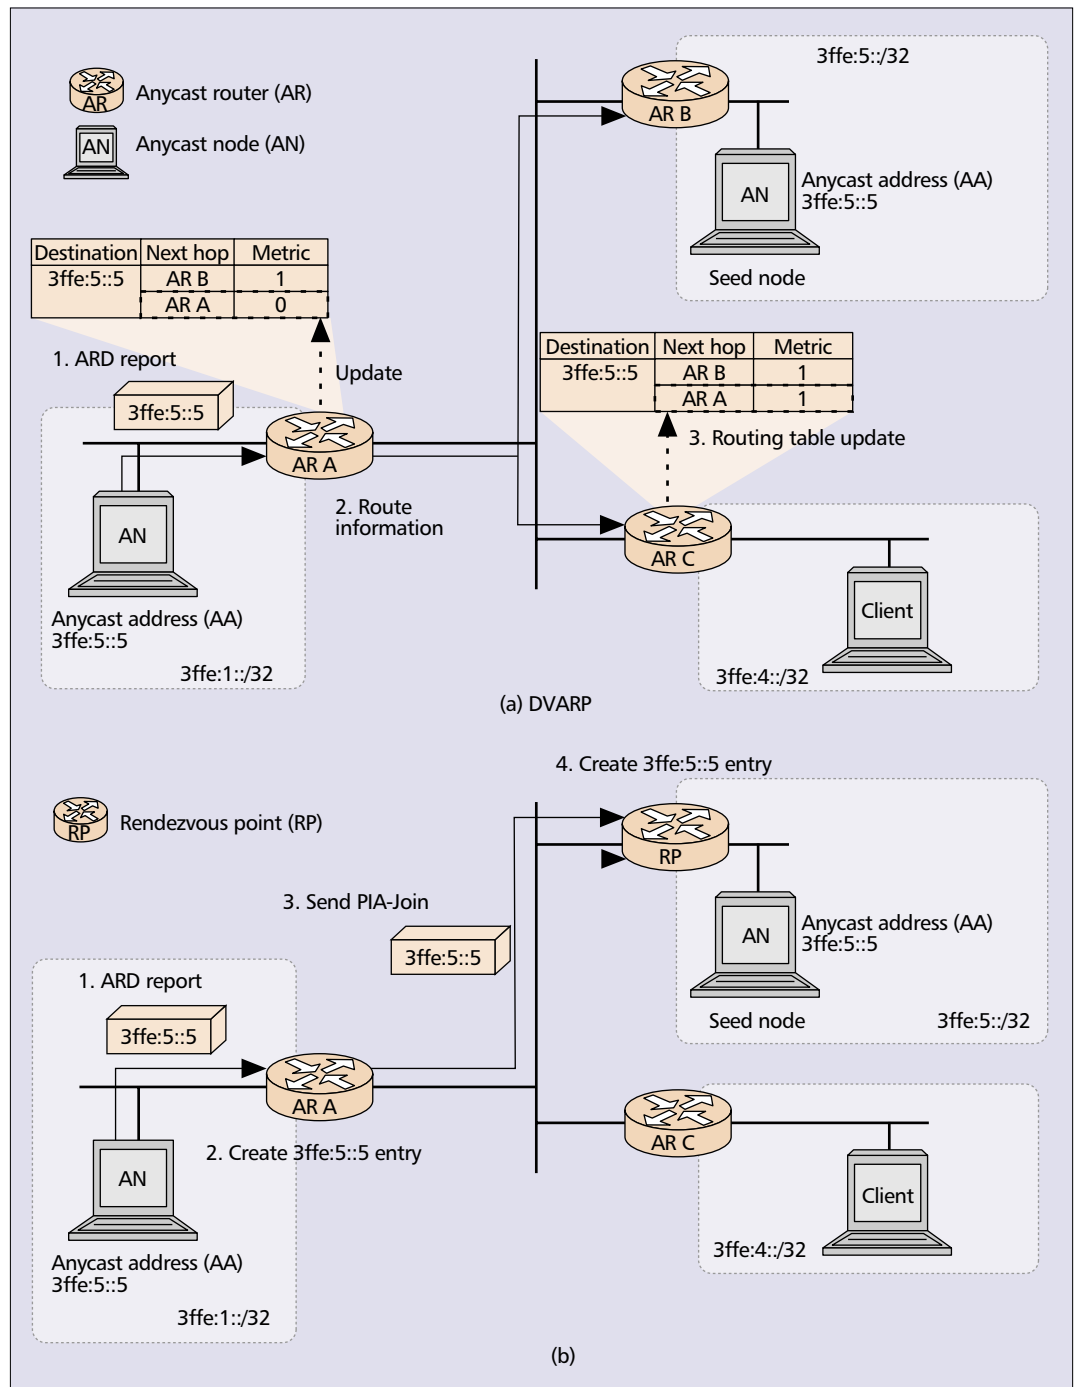 3ffe:5::/32
AR
Anycast router (AR)
AR B
AN
Anycast node (AN)
AN
Anycast address (AA)
3ffe:5::5
Seed node
Destination Next hop Metric
3ffe:5::5 AR B 1
AR A 0
1. ARD report
Update
3ffe:5::5
Destination Next hop Metric
3ffe:5::5 AR B 1
AR A 1
3. Routing table update
AR A
2. Route
information
AN
AR C
Anycast address (AA)
3ffe:5::5
3ffe:1::/32
Client
3ffe:4::/32
(a) DVARP
4. Create 3ffe:5::5 entry
RP
Rendezvous point (RP)
RP
3. Send PIA-Join
3ffe:5::5
AN
Anycast address (AA)
3ffe:5::5
Seed node
3ffe:5::/32
1. ARD report
3ffe:5::5
AR A
2. Create 3ffe:5::5 entry
AR C
AN
Client
Anycast address (AA)
3ffe:5::5
3ffe:4::/32
3ffe:1::/32
(b)